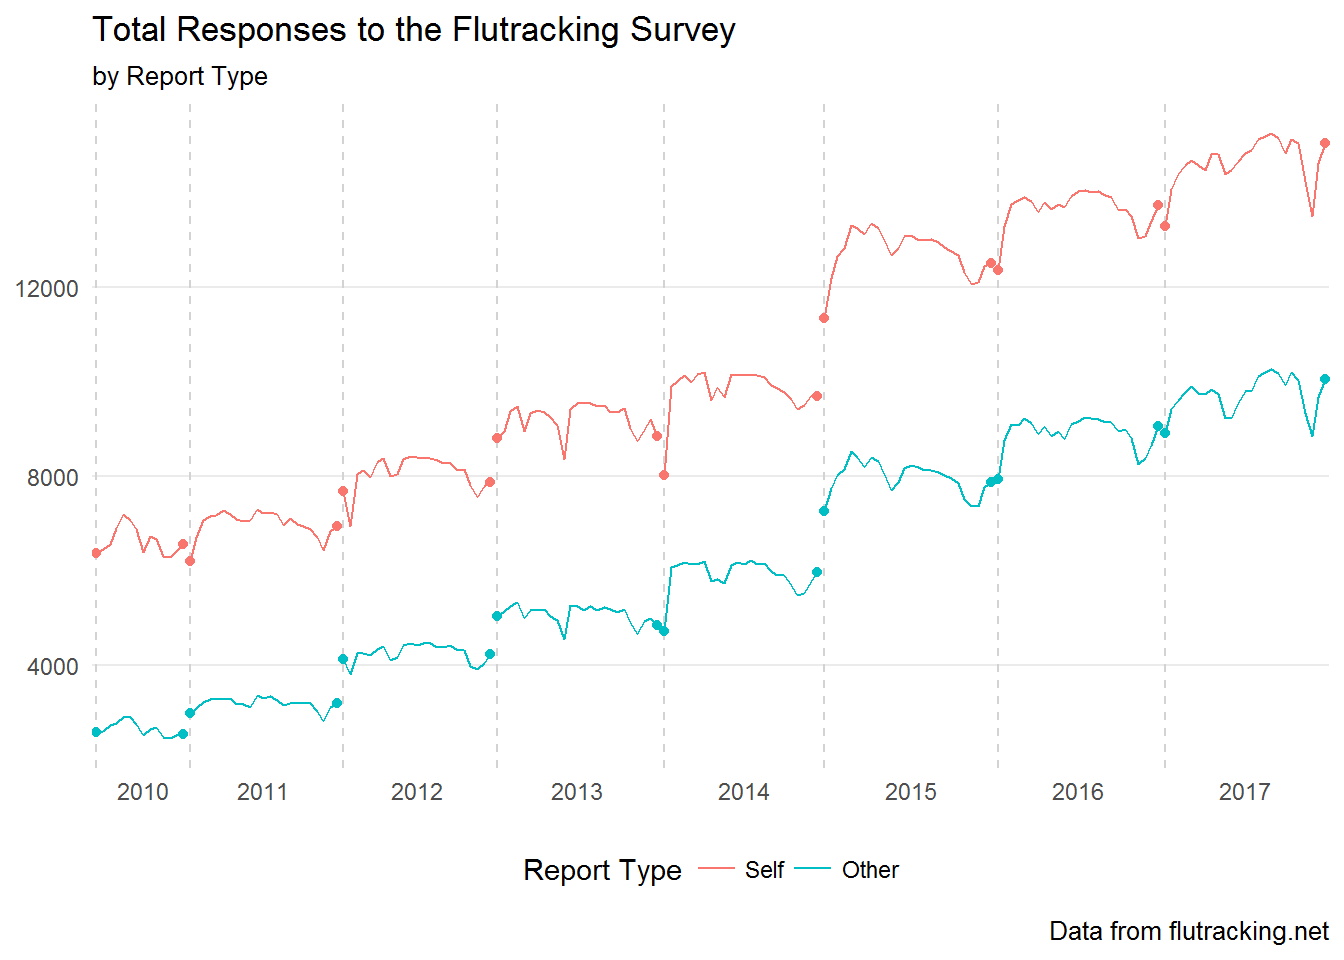 Total Responses to the Flutracking Survey
by Report Type
12000
8000
4000
2010 2011 2012 2013 2014 2015 2016 2017
Report Type Self Other
Data from flutracking.net